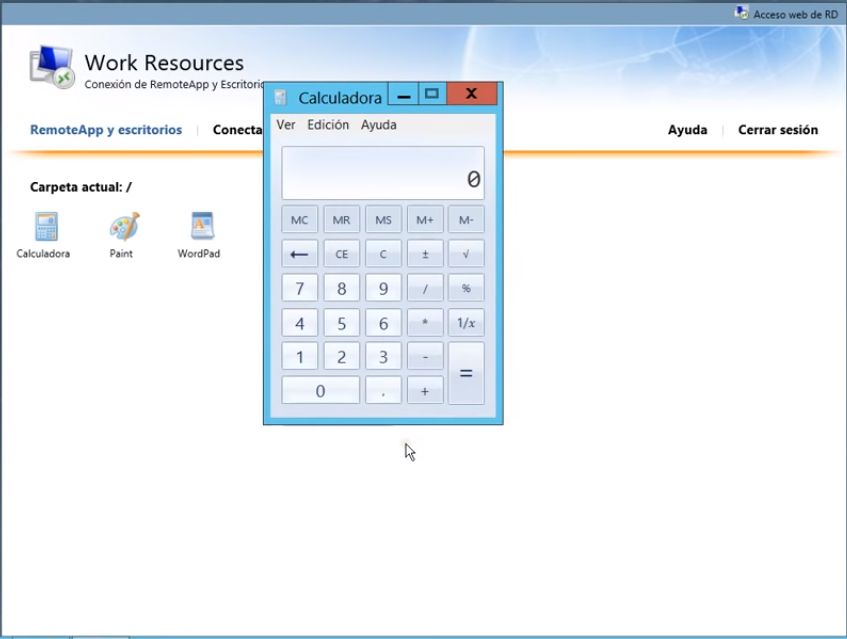 Acceso web de RD
Work Resources
Conexión de RemoteApp y Escritorio
RemoteApp y escritorios
Ayuda
Cerrar sesión
Carpeta actual: /
Calculadora
Paint
WordPad
Calculadora
Ver Edición Ayuda
0
MC MR MS M+ M-
← CE C ± √
7 8 9 / %
4 5 6 * 1/x
1 2 3 - =
0 , +